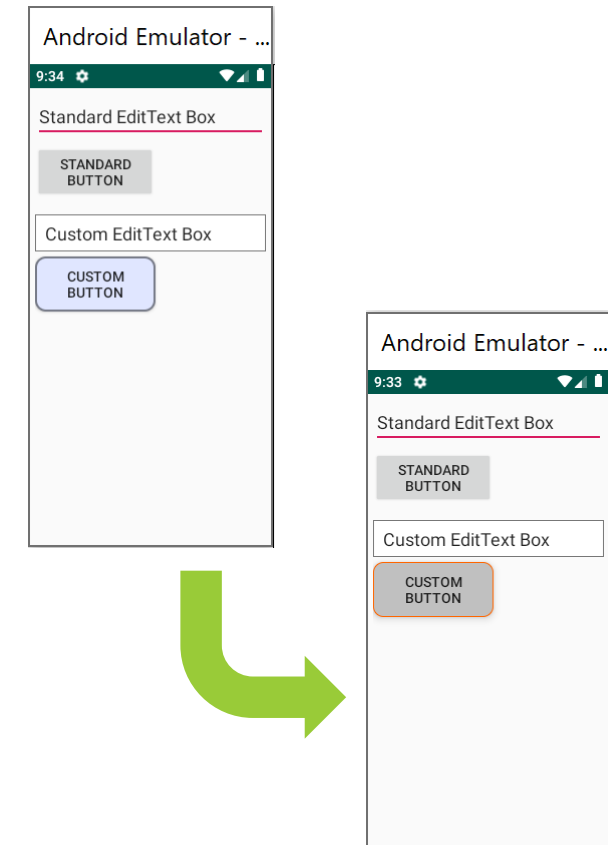 Android Emulator - ...
9:34
Standard EditText Box
STANDARD
BUTTON
Custom EditText Box
CUSTOM
BUTTON
Android Emulator - ...
9:33
Standard EditText Box
STANDARD
BUTTON
Custom EditText Box
CUSTOM
BUTTON